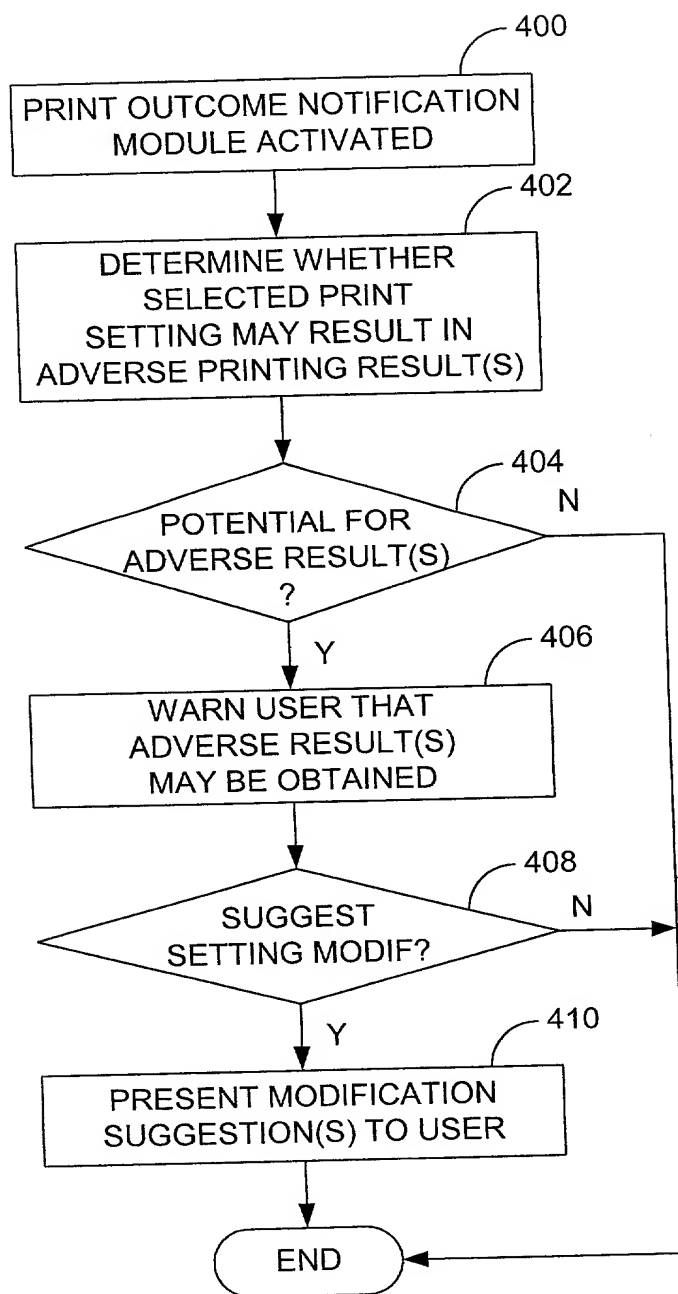 400
PRINT OUTCOME NOTIFICATION
MODULE ACTIVATED
402
DETERMINE WHETHER
SELECTED PRINT
SETTING MAY RESULT IN
ADVERSE PRINTING RESULT(S)
404
N
POTENTIAL FOR
ADVERSE RESULT(S)
?
Y
406
WARN USER THAT
ADVERSE RESULT(S)
MAY BE OBTAINED
408
N
SUGGEST
SETTING MODIF?
Y
410
PRESENT MODIFICATION
SUGGESTION(S) TO USER
END